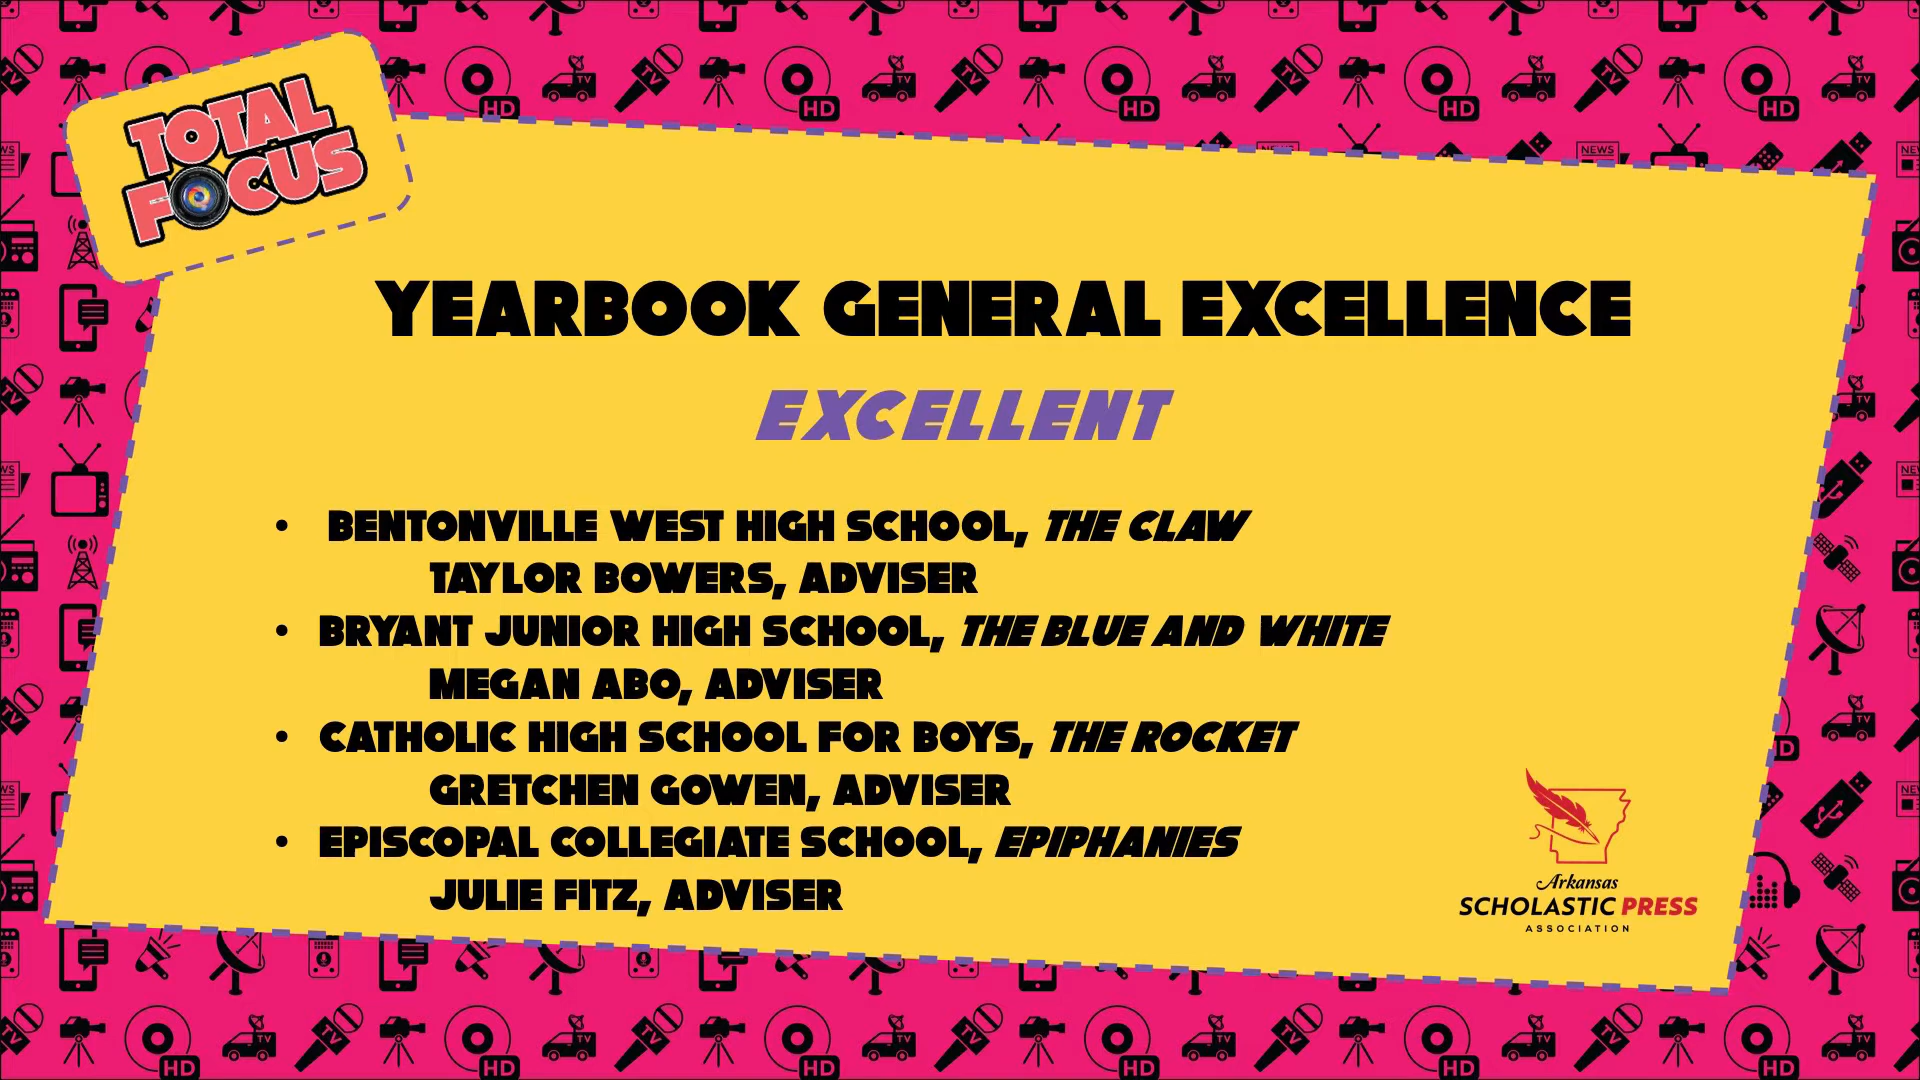 TOTAL
FOCUS
YEARBOOK GENERAL EXCELLENCE
EXCELLENT
• BENTONVILLE WEST HIGH SCHOOL, THE CLAW
TAYLOR BOWERS, ADVISER
• BRYANT JUNIOR HIGH SCHOOL, THE BLUE AND WHITE
MEGAN ABO, ADVISER
• CATHOLIC HIGH SCHOOL FOR BOYS, THE ROCKET
GRETCHEN GOWEN, ADVISER
• EPISCOPAL COLLEGIATE SCHOOL, EPIPHANIES
JULIE FITZ, ADVISER
Arkansas
SCHOLASTIC PRESS
ASSOCIATION